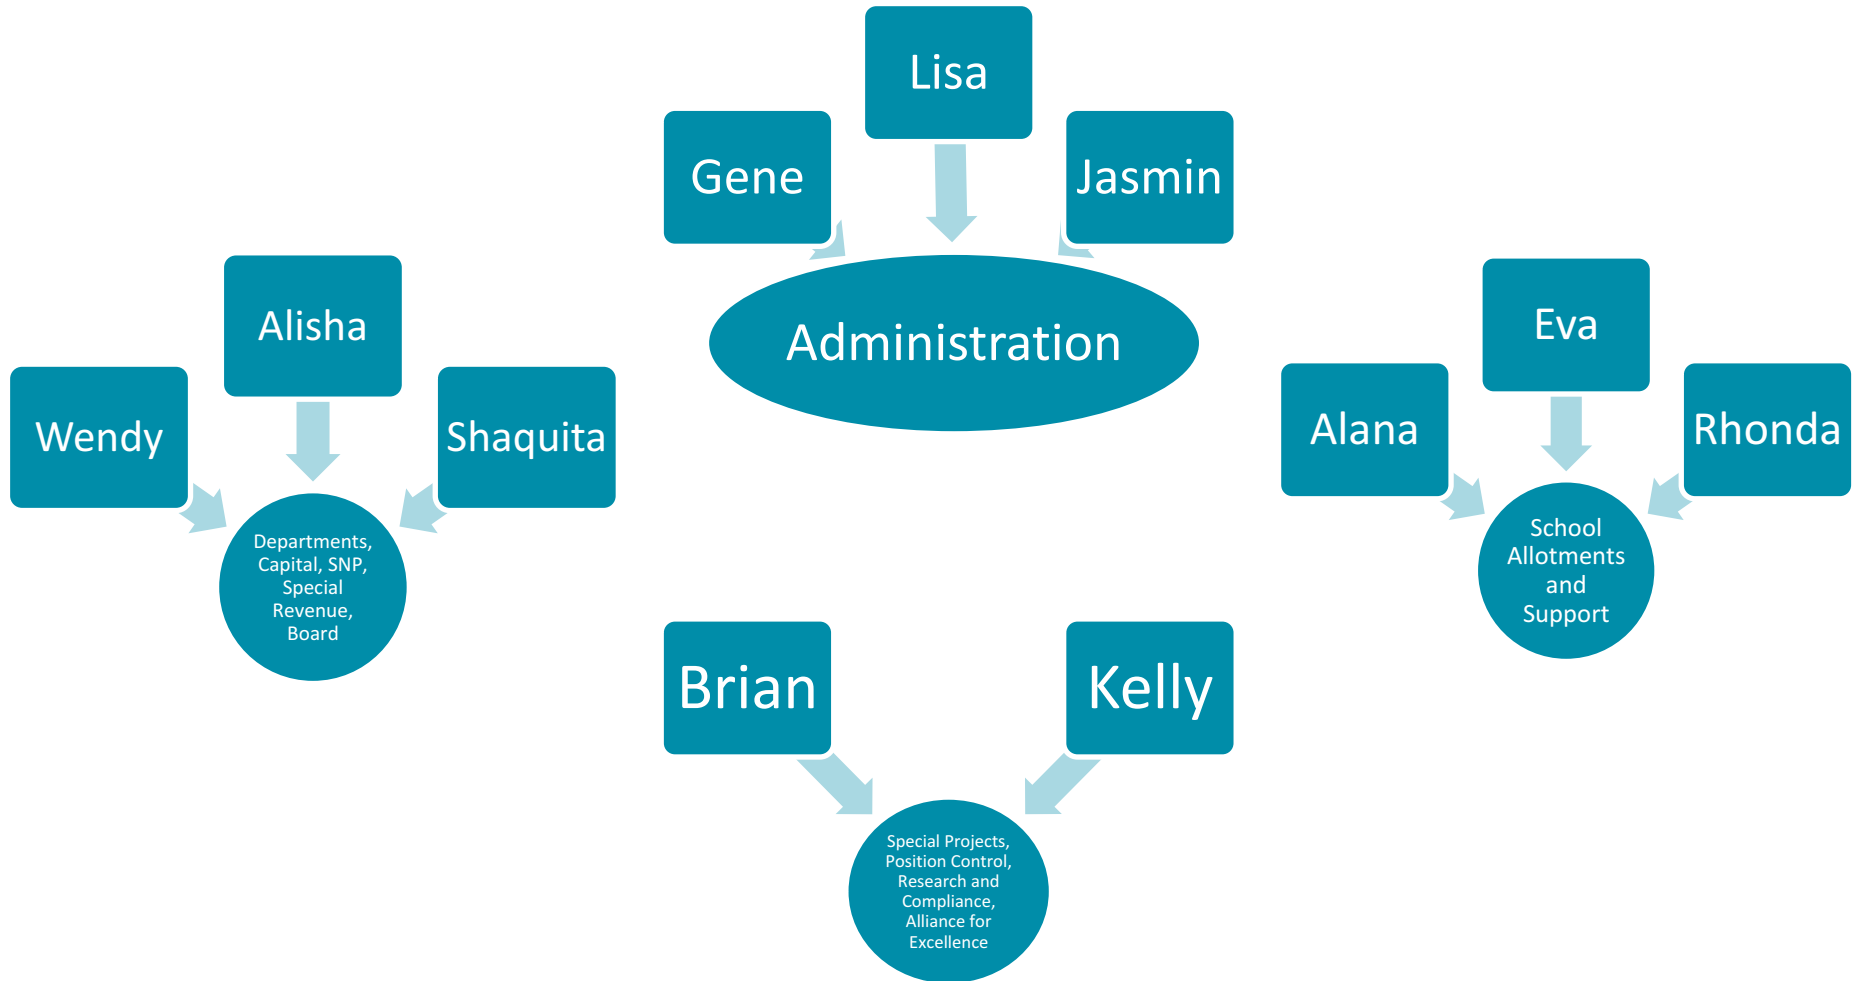 Lisa
Gene
Jasmin
Administration
Alisha
Wendy
Shaquita
Departments,
Capital, SNP,
Special
Revenue,
Board
Eva
Alana
Rhonda
School
Allotments
and
Support
Brian
Kelly
Special Projects,
Position Control,
Research and
Compliance,
Alliance for
Excellence